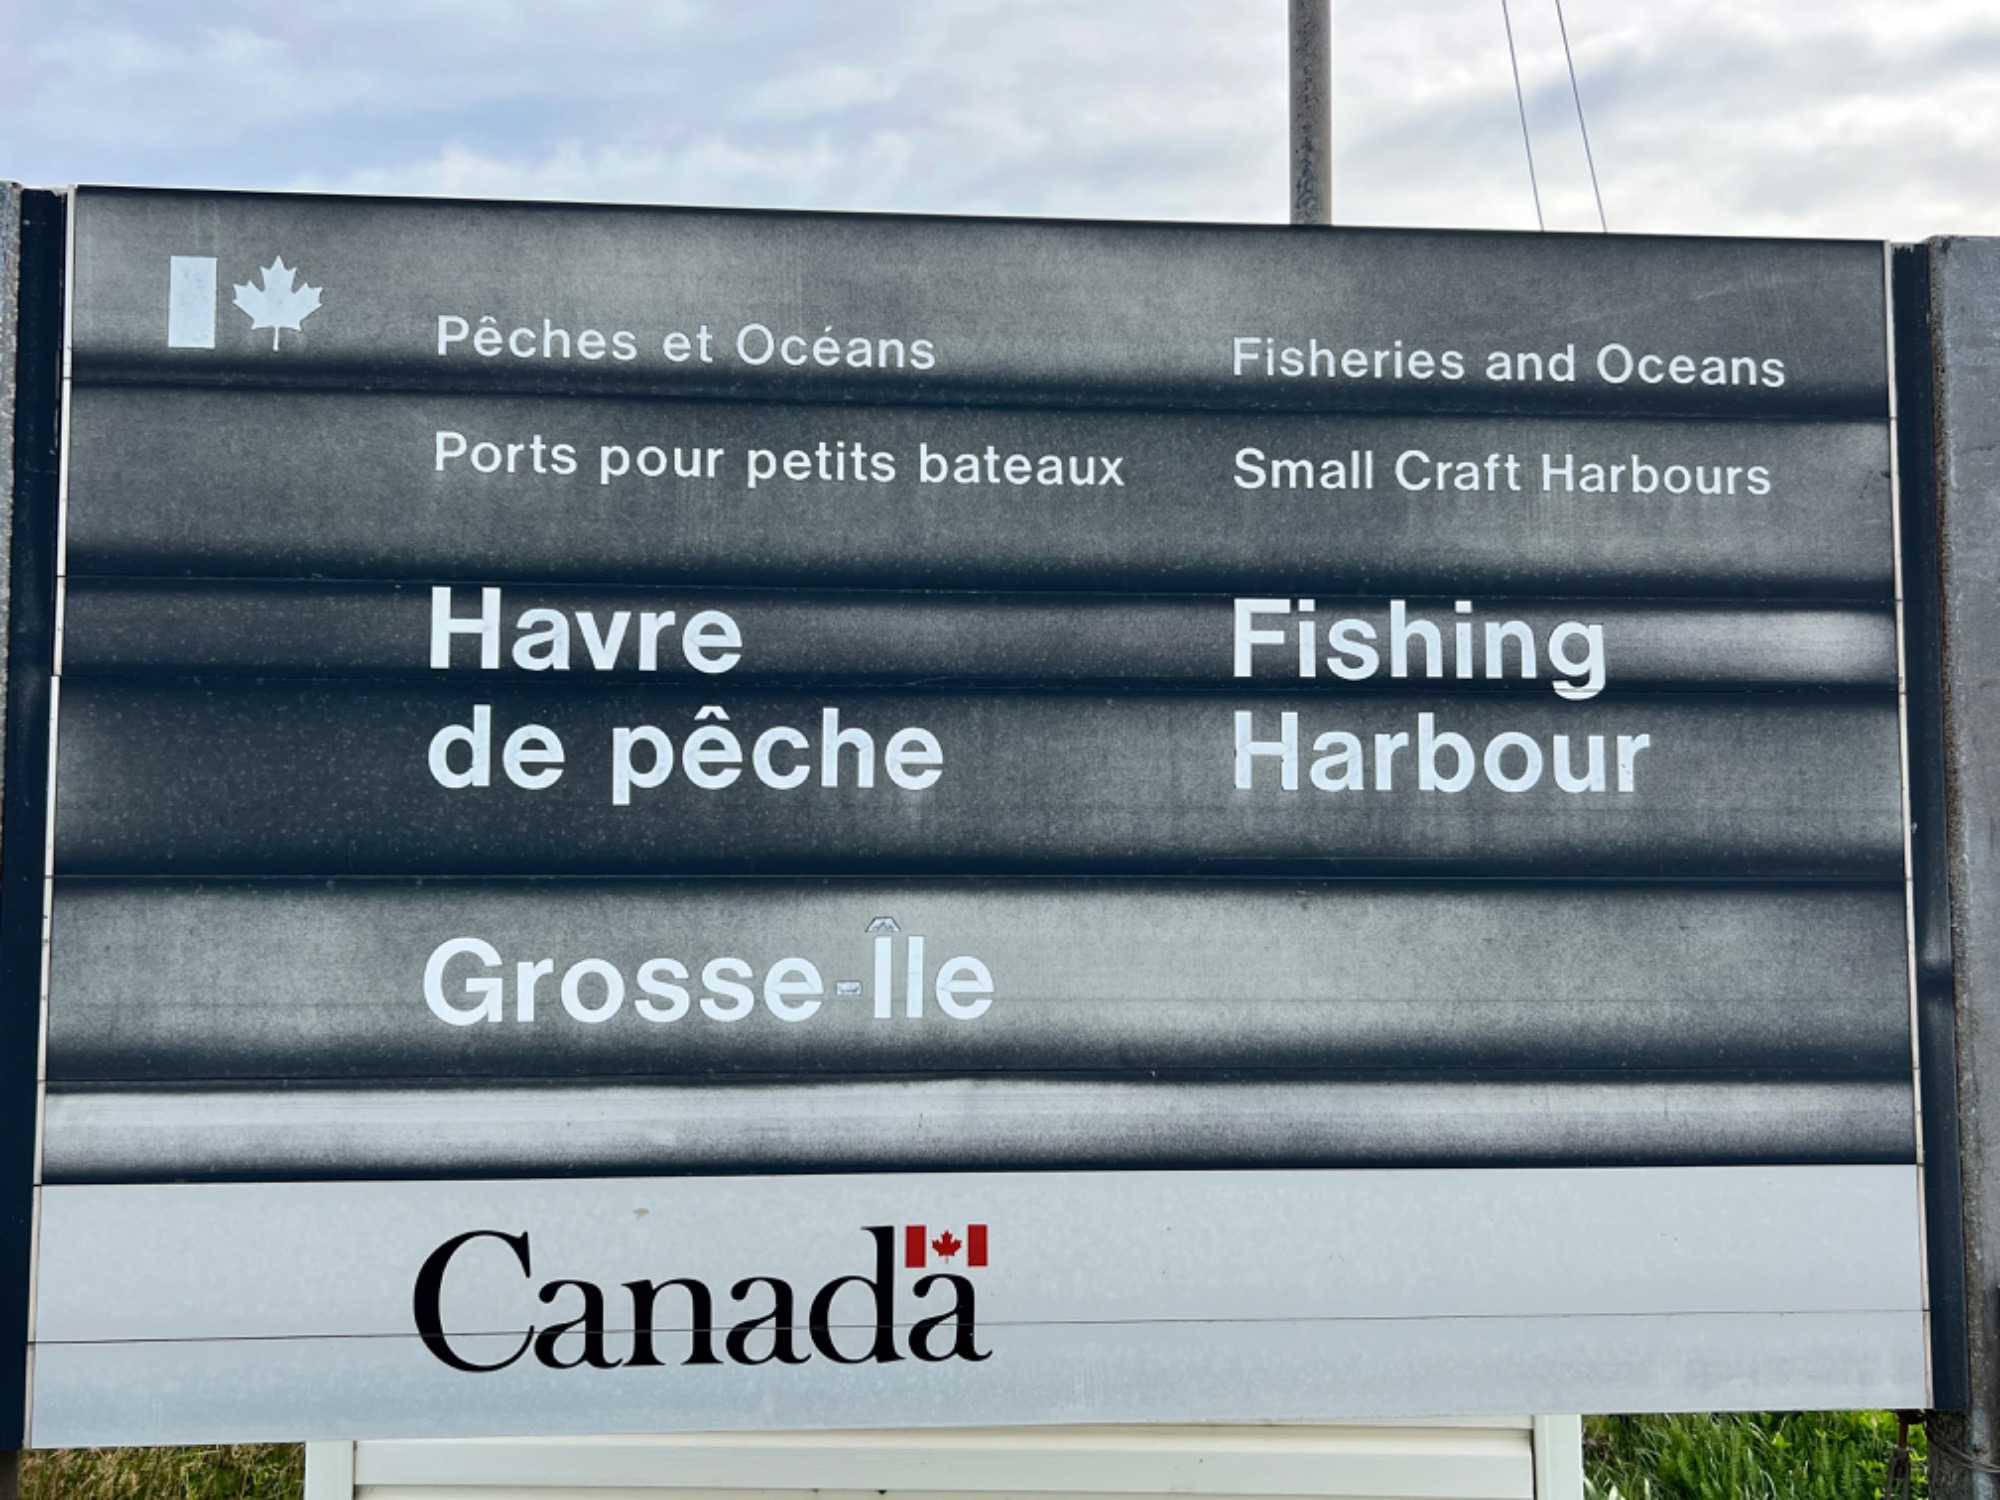 Pêches et Océans
Ports pour petits bateaux
Fisheries and Oceans
Small Craft Harbours
Havre
de pêche
Fishing
Harbour
Grosse-Île
Canada